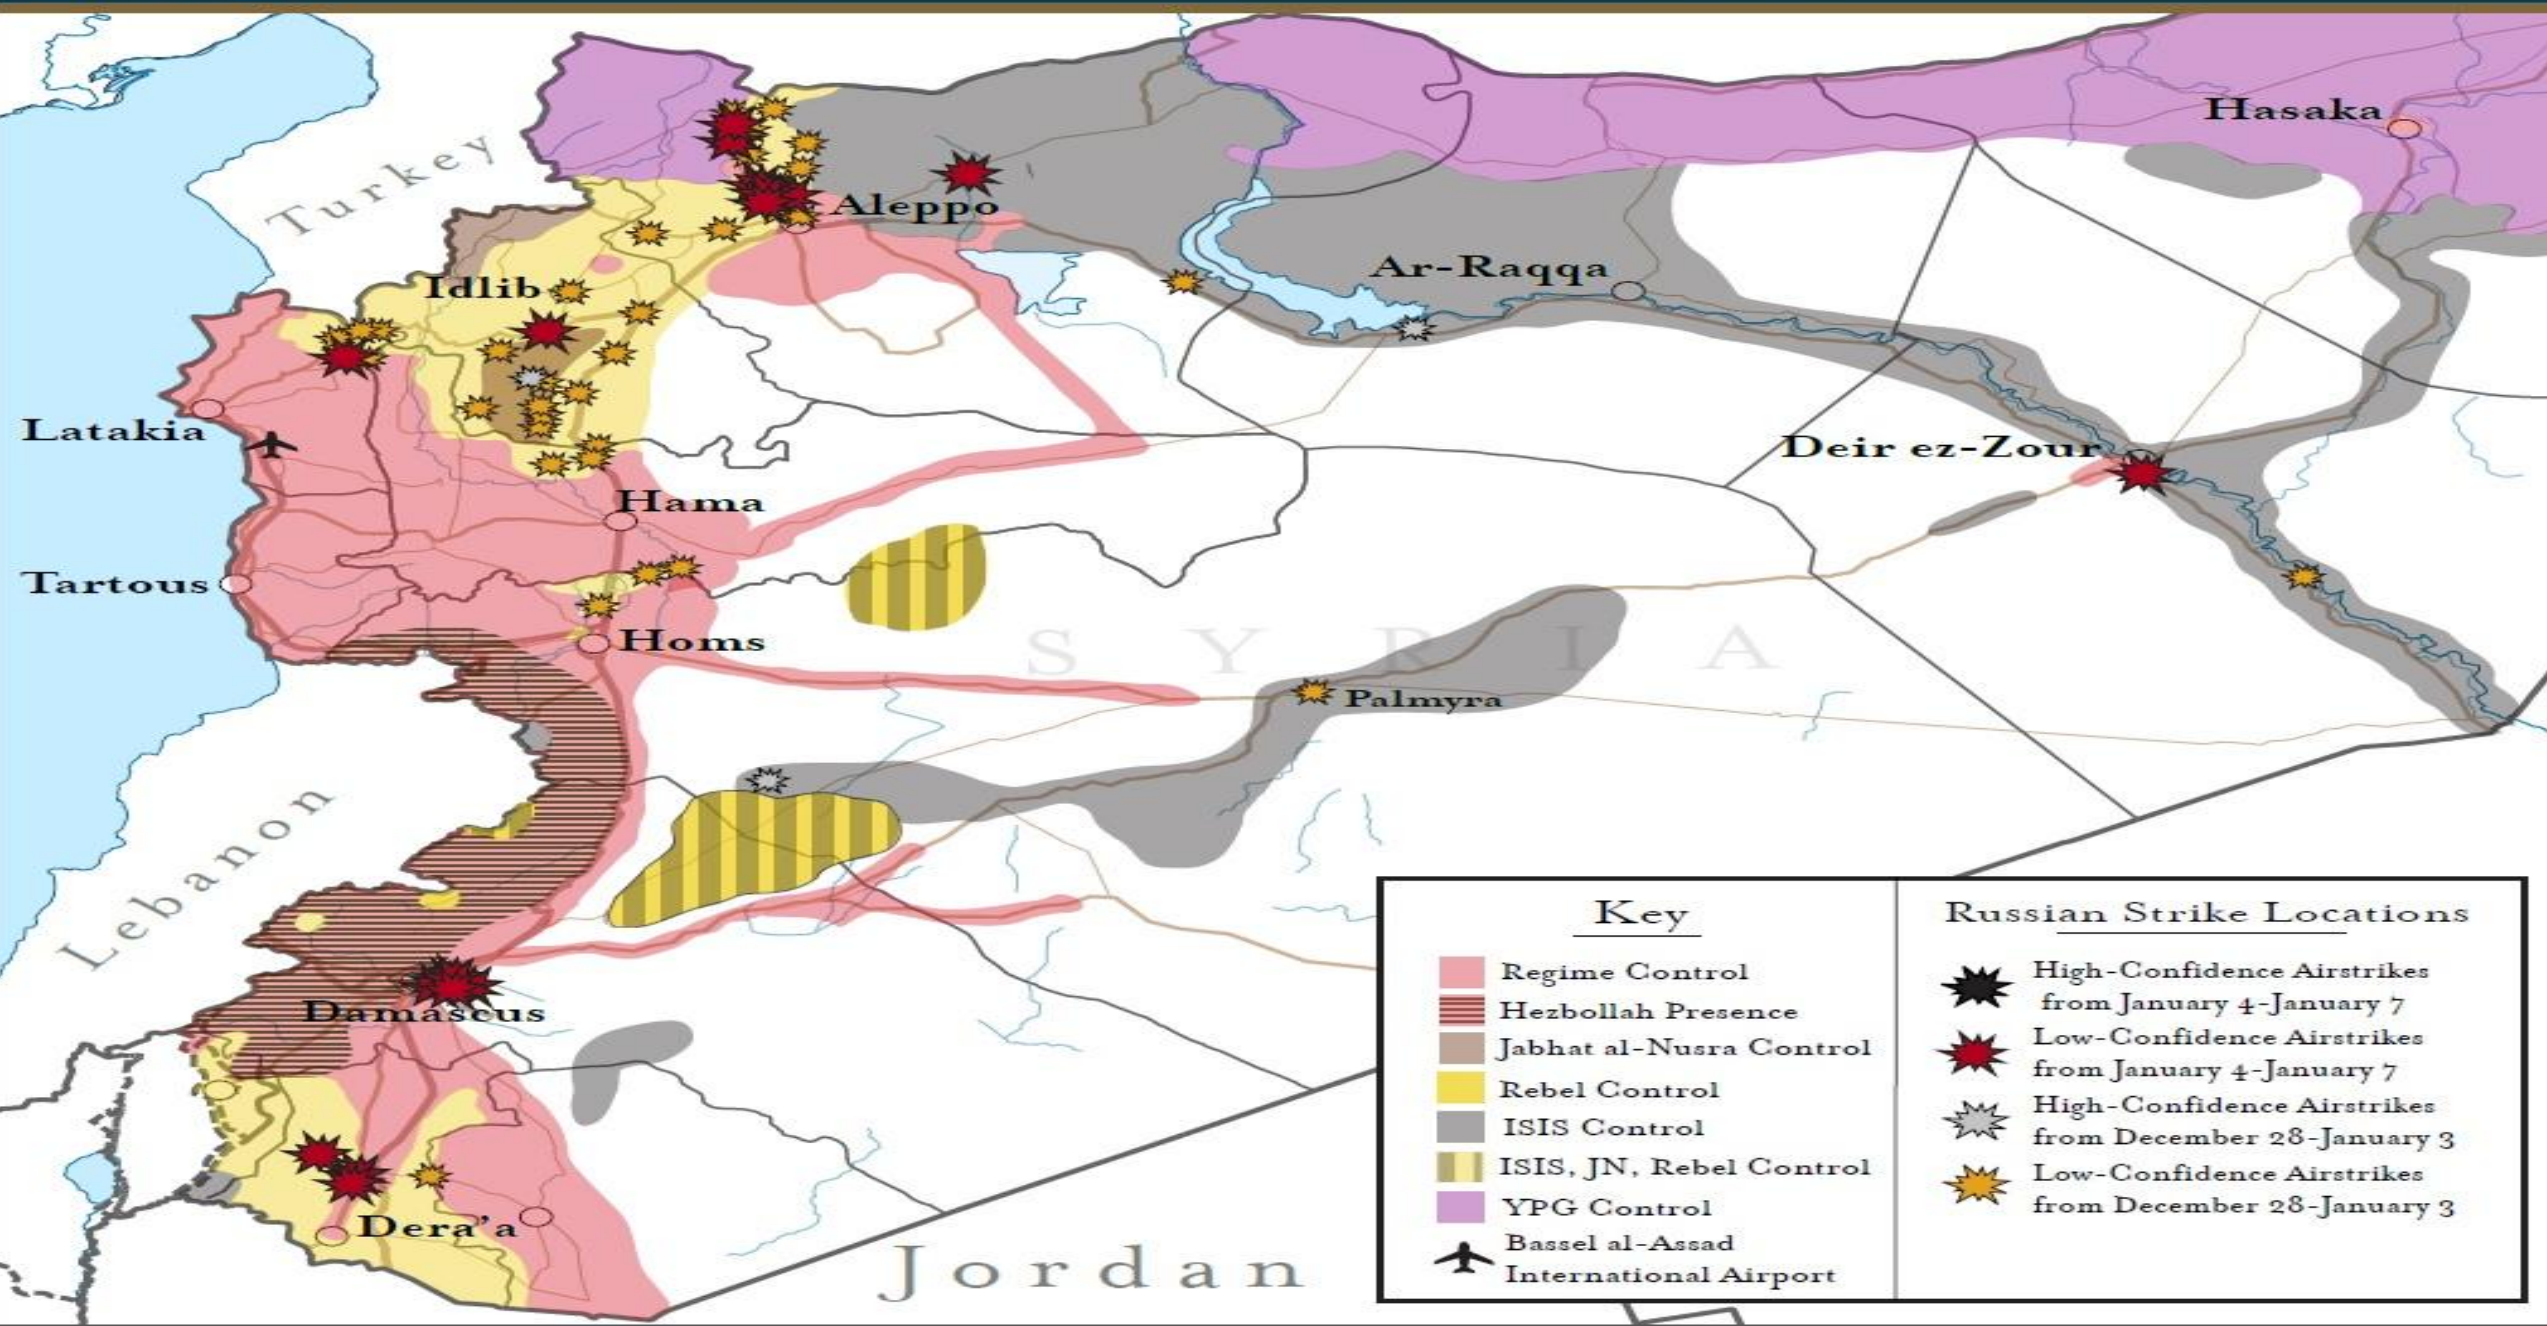 Hasaka
Turkey
Aleppo
Ar-Raqqa
Idlib
Latakia
Deir ez-Zour
Hama
Tartous
Homs
SYRIA
Palmyra
Lebanon
Damascus
Dera'a
Jordan
Key
Regime Control
Hezbollah Presence
Jabhat al-Nusra Control
Rebel Control
ISIS Control
ISIS, JN, Rebel Control
YPG Control
Bassel al-Assad
International Airport
Russian Strike Locations
High-Confidence Airstrikes
from January 4-January 7
Low-Confidence Airstrikes
from January 4-January 7
High-Confidence Airstrikes
from December 28-January 3
Low-Confidence Airstrikes
from December 28-January 3